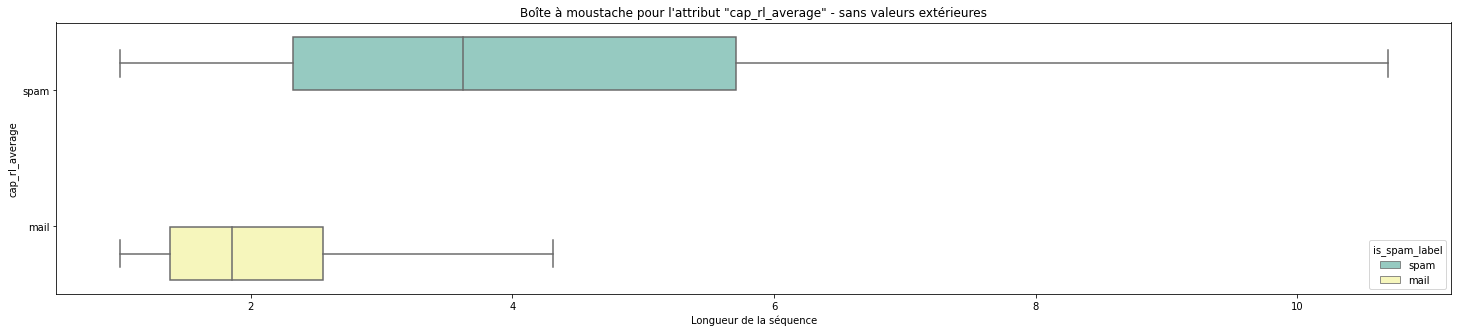 Boîte à moustache pour l'attribut "cap_rl_average" - sans valeurs extérieures
spam
cap_rl_average
mail
is_spam_label
spam
mail
2 4 6 8 10
Longueur de la séquence